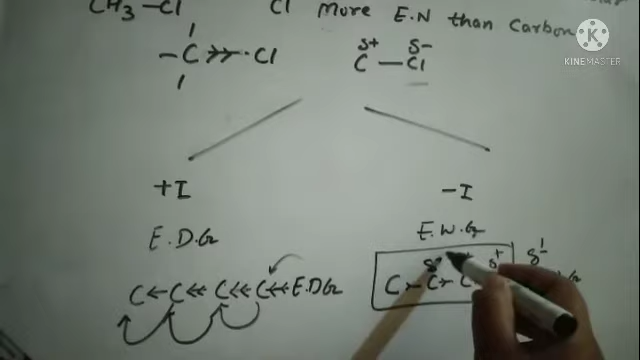 CH3-Cl Cl More E.N than Carbon
-C->>-Cl
δ+ δ-
C - Cl
+I
-I
E.D.G
E.W.G
C←C←←C←←C←←E.D.G
C C C
δ+ δ-
K
KINEMASTER